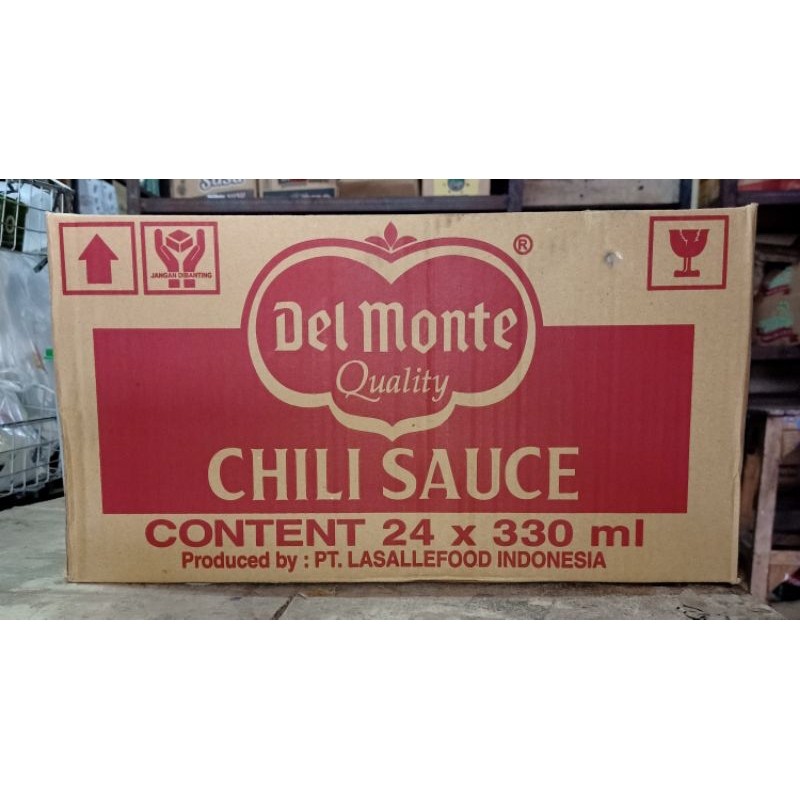 JANGAN DIBANTING
®
Del Monte
Quality
CHILI SAUCE
CONTENT 24 x 330 ml
Produced by : PT. LASALLEFOOD INDONESIA